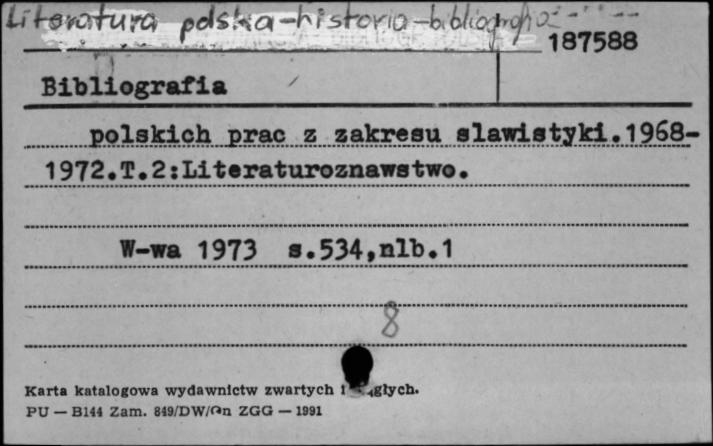 Literatura polska-historia-bibliografia
187588
Bibliografia
polskich prac z zakresu slawistyki.1968-
1972.T.2:Literaturoznawstwo.
W-wa 1973 s.534,nlb.1
8
Karta katalogowa wydawnictw zwartych
PU — B144 Zam. 849/DW/ ZGG — 1991